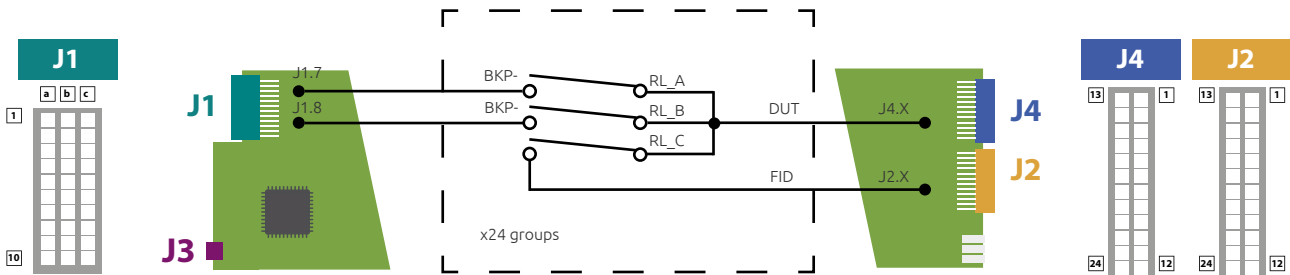 J1
a b c
1
10
J1
J3
J1.7
J1.8
BKP-
BKP-
RL_A
RL_B
RL_C
DUT
FID
x24 groups
J4.X
J2.X
J4
J2
J4
13 1
24 12
J2
13 1
24 12